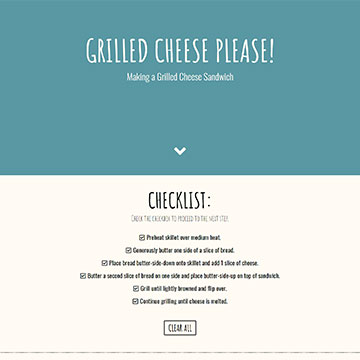 GRILLED CHEESE PLEASE!
Making a Grilled Cheese Sandwich
CHECKLIST:
CHECK THE CHECKBOX TO PROCEED TO THE NEXT STEP.
Preheat skillet over medium heat.
Generously butter one side of a slice of bread.
Place bread butter-side-down onto skillet and add 1 slice of cheese.
Butter a second slice of bread on one side and place butter-side-up on top of sandwich.
Grill until lightly browned and flip over.
Continue grilling until cheese is melted.
CLEAR ALL